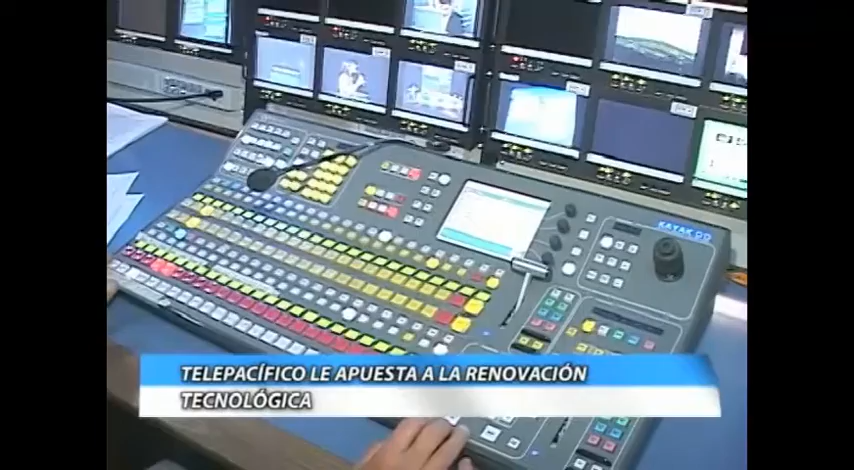 KAYAK DD
TELEPACÍFICO LE APUESTA A LA RENOVACIÓN
TECNOLÓGICA